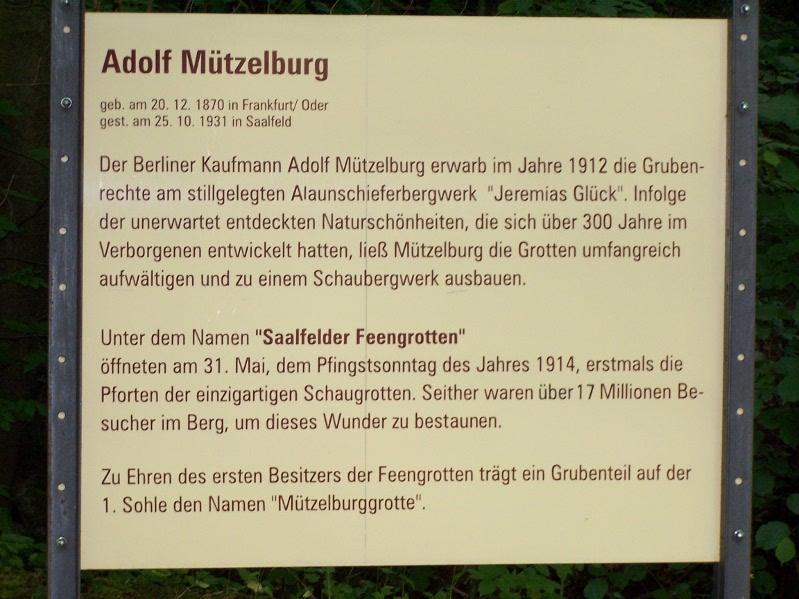 Adolf Mützelburg
geb. am 20. 12. 1870 in Frankfurt/ Oder
gest. am 25. 10. 1931 in Saalfeld
Der Berliner Kaufmann Adolf Mützelburg erwarb im Jahre 1912 die Gruben-
rechte am stillgelegten Alaunschieferbergwerk "Jeremias Glück". Infolge
der unerwartet entdeckten Naturschönheiten, die sich über 300 Jahre im
Verborgenen entwickelt hatten, ließ Mützelburg die Grotten umfangreich
aufwältigen und zu einem Schaubergwerk ausbauen.
Unter dem Namen "Saalfelder Feengrotten"
öffneten am 31. Mai, dem Pfingstsonntag des Jahres 1914, erstmals die
Pforten der einzigartigen Schaugrotten. Seither waren über 17 Millionen Be-
sucher im Berg, um dieses Wunder zu bestaunen.
Zu Ehren des ersten Besitzers der Feengrotten trägt ein Grubenteil auf der
1. Sohle den Namen "Mützelburggrotte".